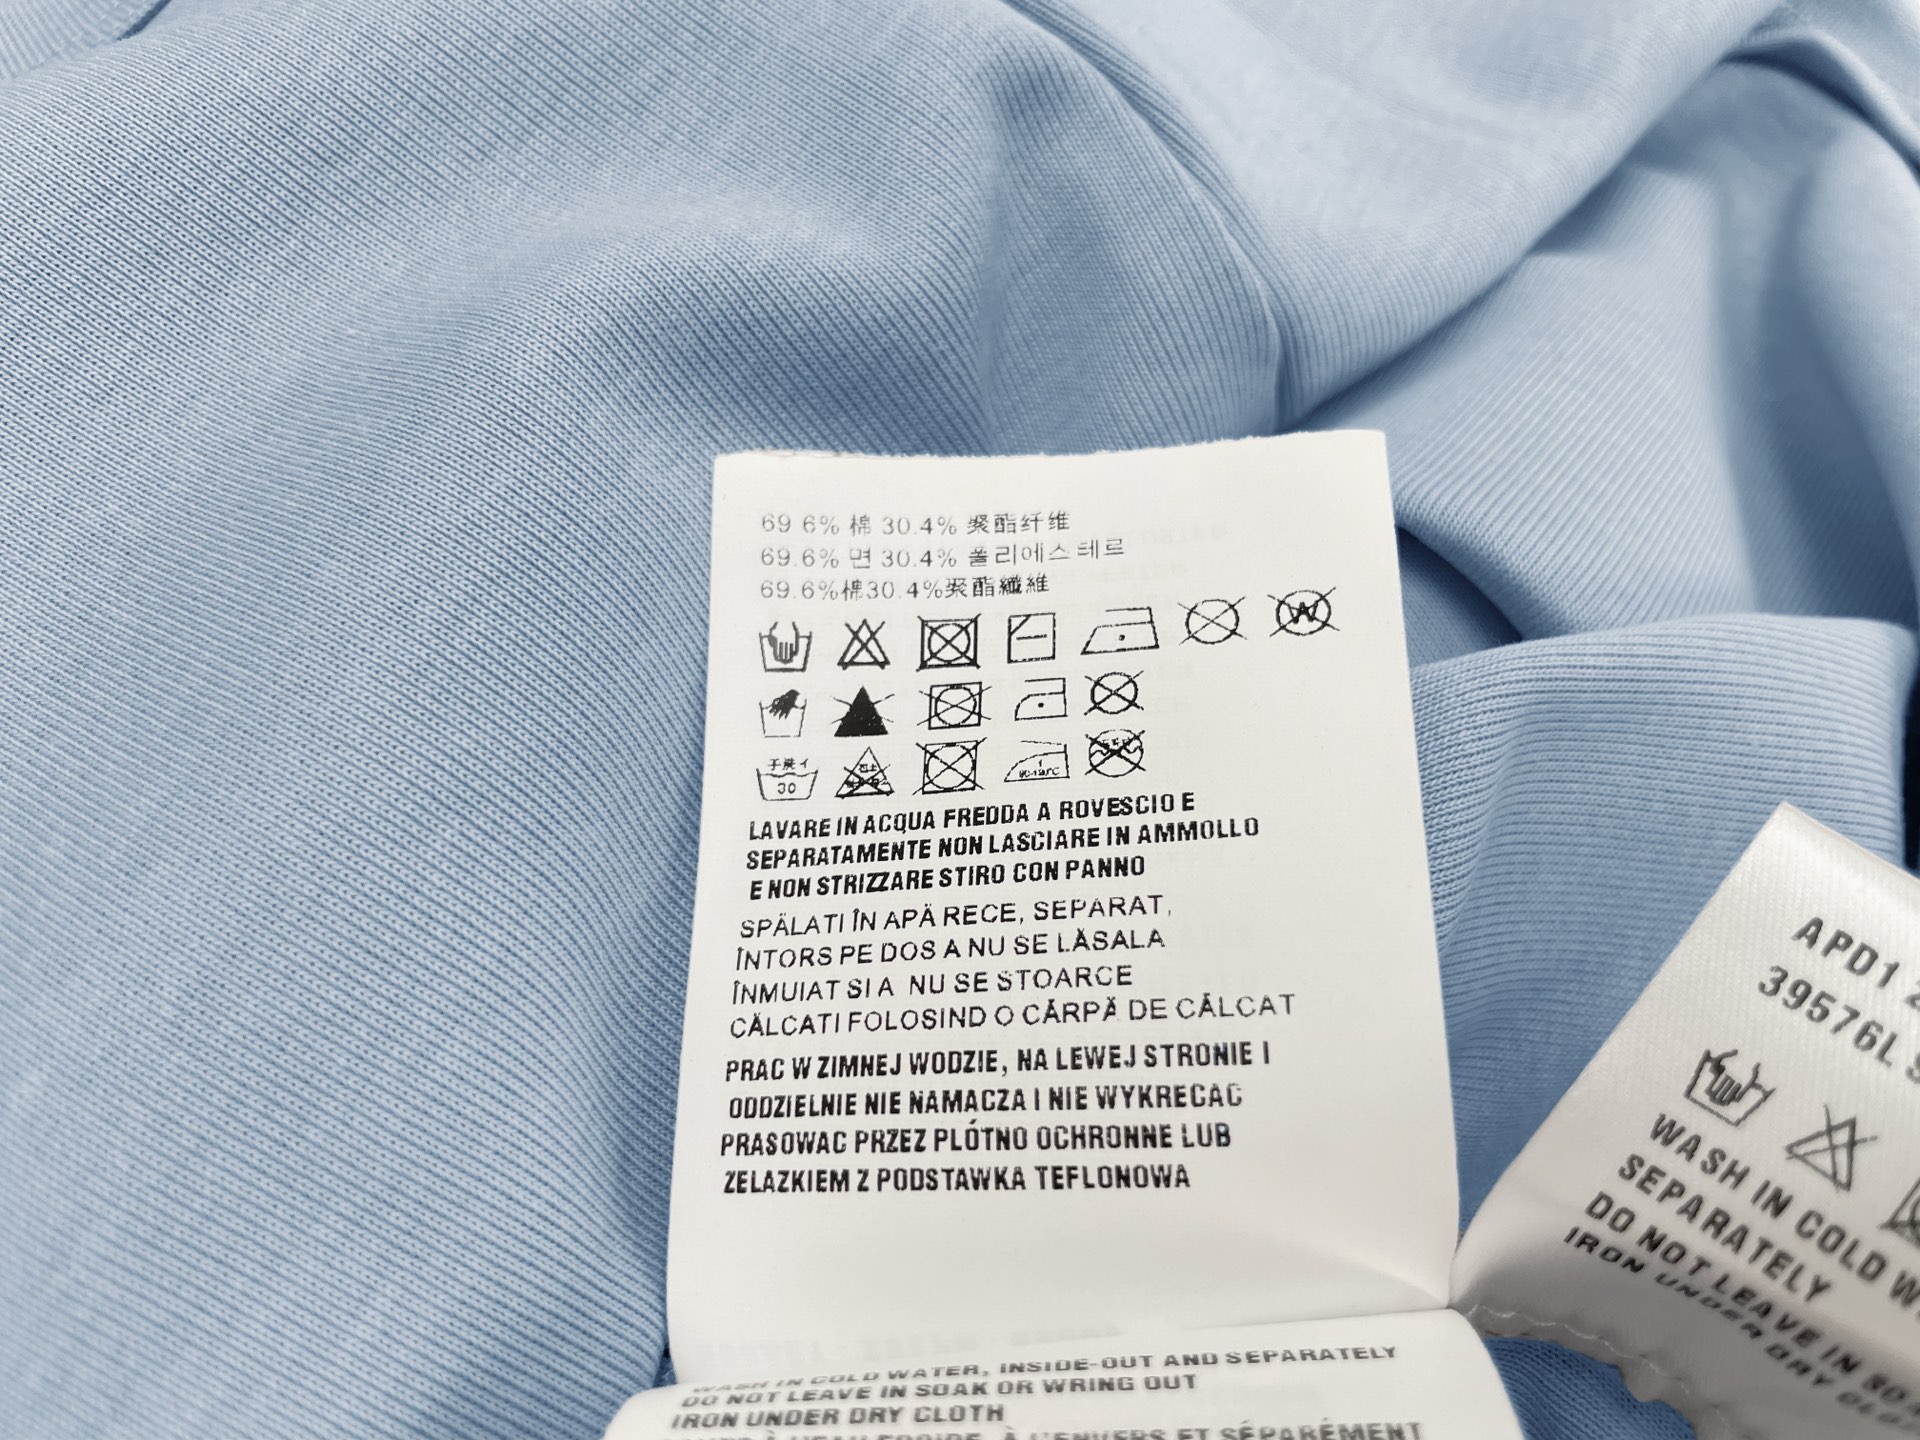 69.6% 棉 30.4% 聚酯纤维
69.6% 면 30.4% 폴리에스테르
69.6%棉30.4%聚酯纖維
W
30
LAVARE IN ACQUA FREDDA A ROVESCIO E
SEPARATAMENTE NON LASCIARE IN AMMOLLO
E NON STRIZZARE STIRO CON PANNO
SPĂLATI ÎN APĂ RECE, SEPARAT,
ÎNTORS PE DOS A NU SE LĂSALA
ÎNMUIAT SI A NU SE STOARCE
CĂLCATI FOLOSIND O CĂRPĂ DE CĂLCAT
PRAC W ZIMNEJ WODZIE, NA LEWEJ STRONIE I
ODDZIELNIE NIE NAMACZA I NIE WYKRECAC
PRASOWAC PRZEZ PLÓTNO OCHRONNE LUB
ZELAZKIEM Z PODSTAWKA TEFLONOWA
WASH IN COLD WATER, INSIDE-OUT AND SEPARATELY
DO NOT LEAVE IN SOAK OR WRING OUT
IRON UNDER DRY CLOTH
À L'ENVERS ET SÉPARÉMENT
APD1
39576L
WASH IN COLD
SEPARATELY
DO NOT LEAVE IN
IRON UNDER DRY